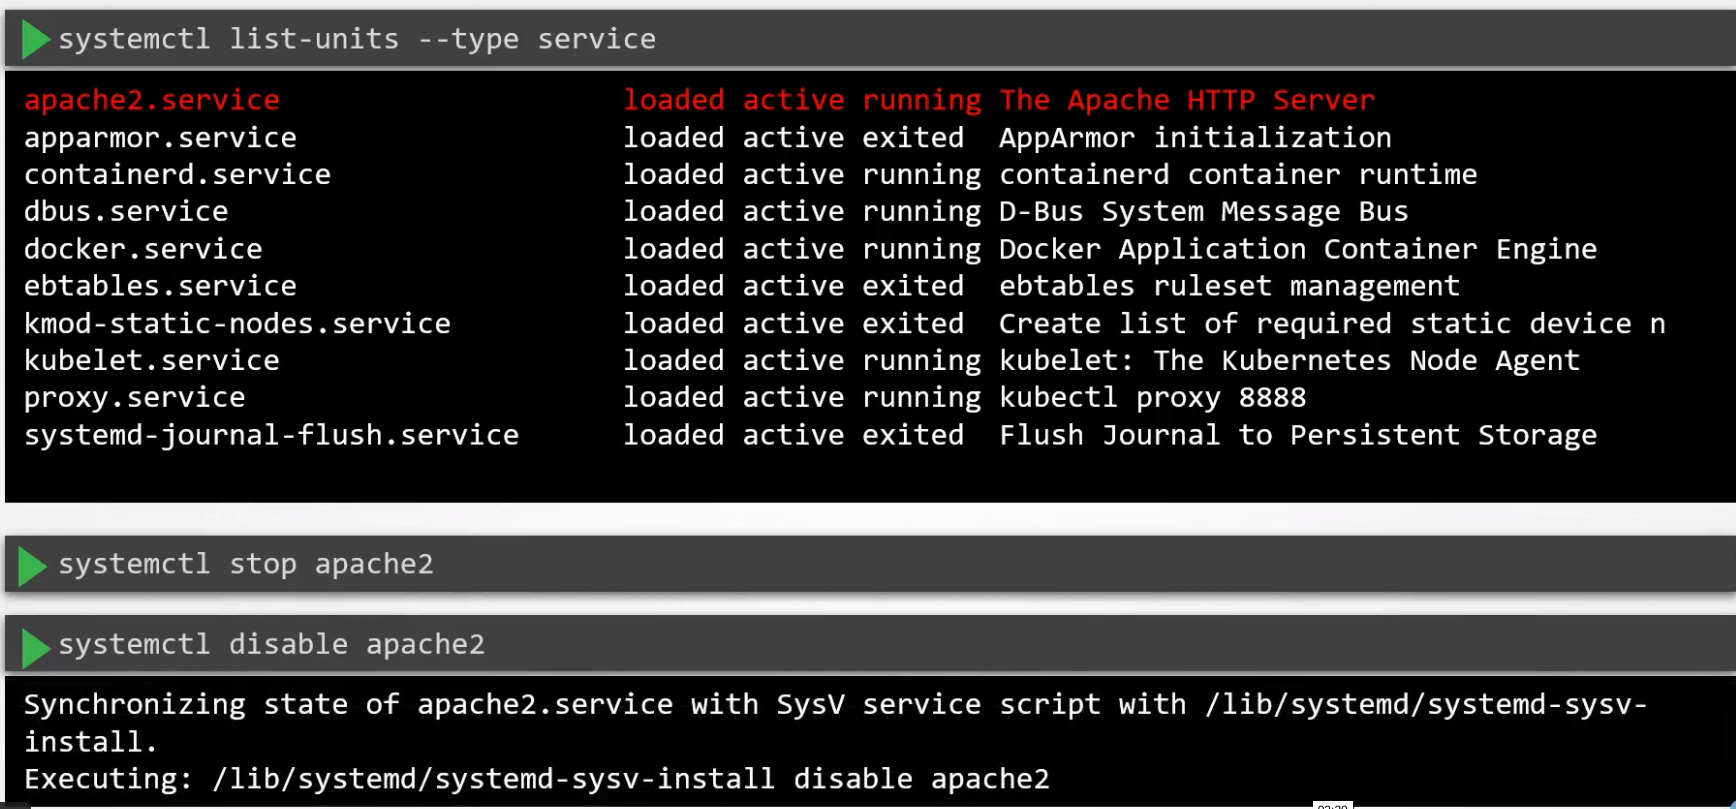 systemctl list-units --type service
apache2.service loaded active running The Apache HTTP Server
apparmor.service loaded active exited AppArmor initialization
containerd.service loaded active running containerd container runtime
dbus.service loaded active running D-Bus System Message Bus
docker.service loaded active running Docker Application Container Engine
ebtables.service loaded active exited ebtables ruleset management
kmod-static-nodes.service loaded active exited Create list of required static device n
kubelet.service loaded active running kubelet: The Kubernetes Node Agent
proxy.service loaded active running kubectl proxy 8888
systemd-journal-flush.service loaded active exited Flush Journal to Persistent Storage
systemctl stop apache2
systemctl disable apache2
Synchronizing state of apache2.service with SysV service script with /lib/systemd/systemd-sysv-
install.
Executing: /lib/systemd/systemd-sysv-install disable apache2